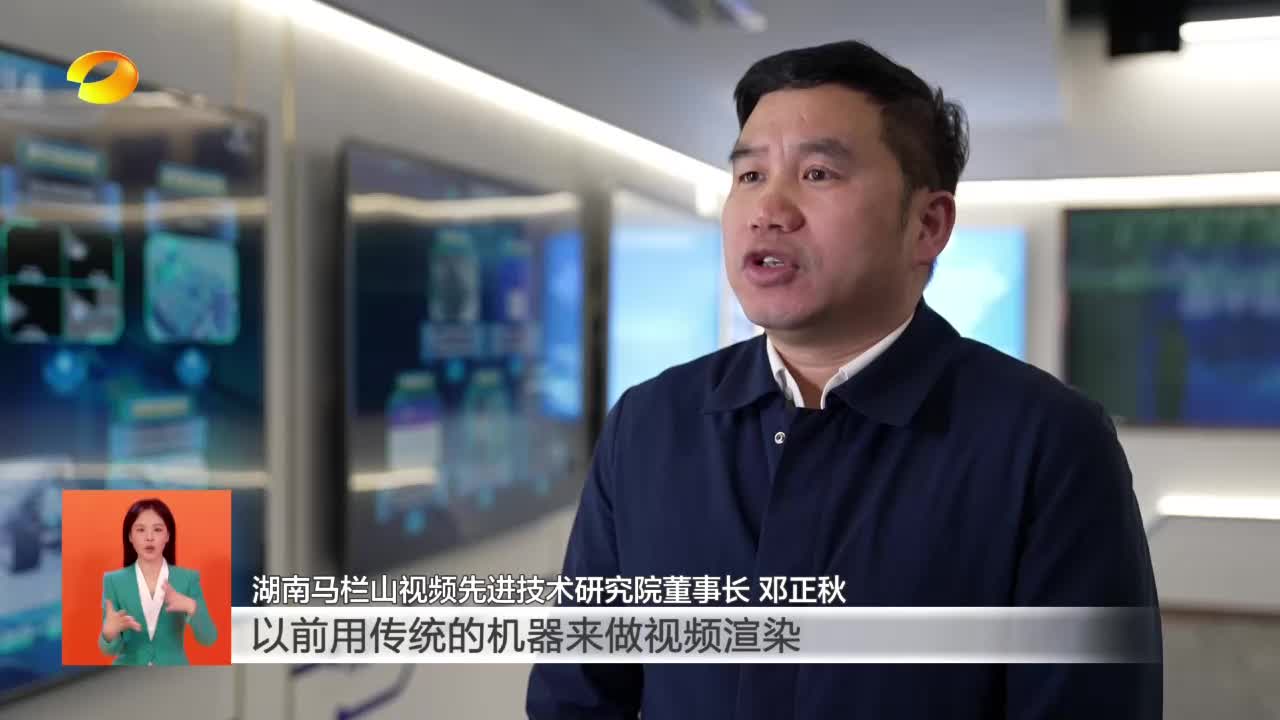 湖南马栏山视频先进技术研究院董事长 邓正秋
以前用传统的机器来做视频渲染